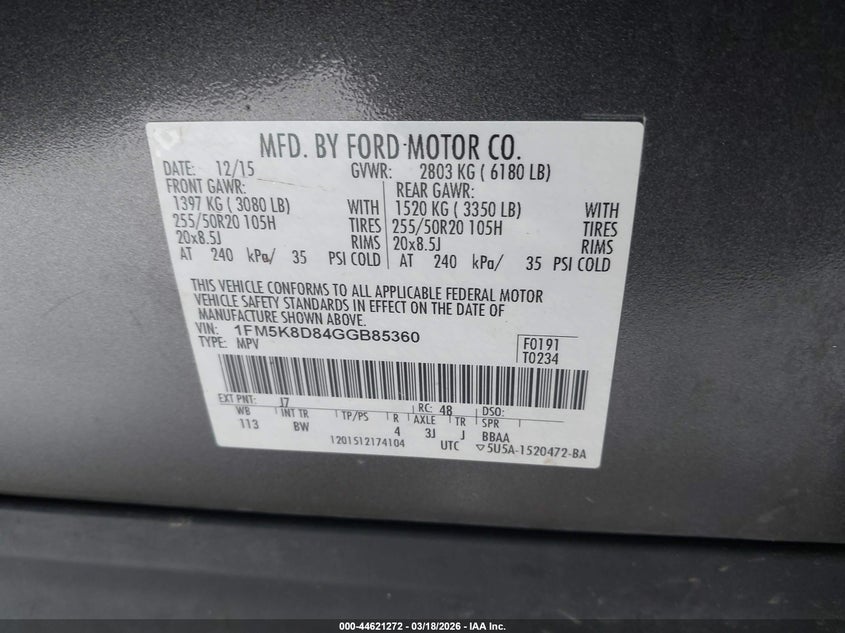 MFD. BY FORD MOTOR CO.
DATE: 12/15 GVWR: 2803 KG ( 6180 LB)
FRONT GAWR: REAR GAWR:
1397 KG ( 3080 LB) WITH 1520 KG ( 3350 LB) WITH
255/50R20 105H TIRES 255/50R20 105H TIRES
20x8.5J RIMS 20x8.5J RIMS
AT 240 kPa/ 35 PSI COLD AT 240 kPa/ 35 PSI COLD
THIS VEHICLE CONFORMS TO ALL APPLICABLE FEDERAL MOTOR
VEHICLE SAFETY STANDARDS IN EFFECT ON THE DATE OF
MANUFACTURE SHOWN ABOVE.
VIN: 1FM5K8D84GGB85360
TYPE: MPV
F0191
T0234
EXT PNT: J7 RC: 48 DSO:
WB INT TR TP/PS R AXLE TR SPR
113 BW 4 3J J BBAA
1201512174104 UTC ▽5U5A-1520472-BA
000-44621272 | 03/18/2026 | IAA Inc.